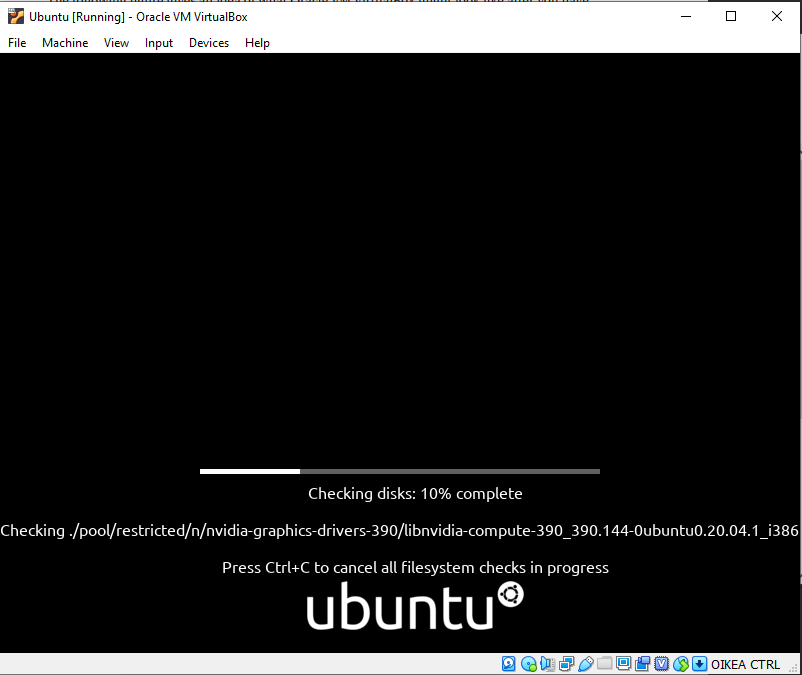 Ubuntu [Running] - Oracle VM VirtualBox
File Machine View Input Devices Help
Checking disks: 10% complete
Checking ./pool/restricted/n/nvidia-graphics-drivers-390/libnvidia-compute-390_390.144-0ubuntu0.20.04.1_i386
Press Ctrl+C to cancel all filesystem checks in progress
ubuntu
OIKEA CTRL